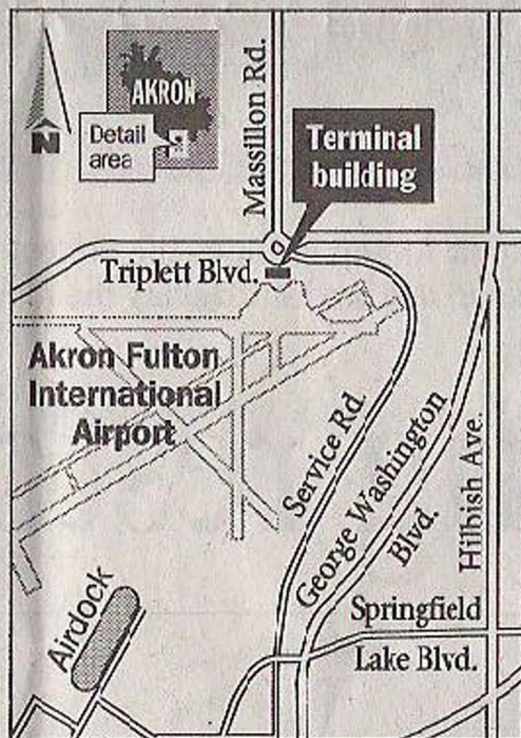 AKRON
Detail
area
N
Massillon Rd.
Terminal
building
Triplett Blvd.
Akron Fulton
International
Airport
Service Rd.
George Washington
Blvd.
Hilbish Ave.
Airdock
Springfield
Lake Blvd.